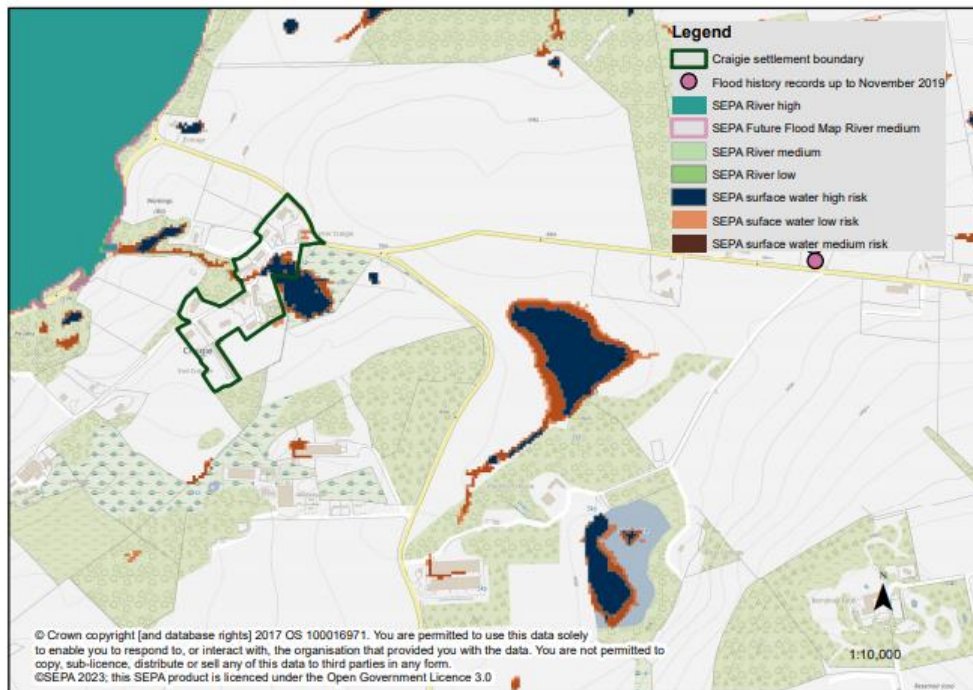 Legend
Craigie settlement boundary
Flood history records up to November 2019
SEPA River high
SEPA Future Flood Map River medium
SEPA River medium
SEPA River low
SEPA surface water high risk
SEPA suface water low risk
SEPA surface water medium risk
N
1:10,000
© Crown copyright [and database rights] 2017 OS 100016971. You are permitted to use this data solely
to enable you to respond to, or interact with, the organisation that provided you with the data. You are not permitted to
copy, sub-licence, distribute or sell any of this data to third parties in any form.
©SEPA 2023; this SEPA product is licenced under the Open Government Licence 3.0